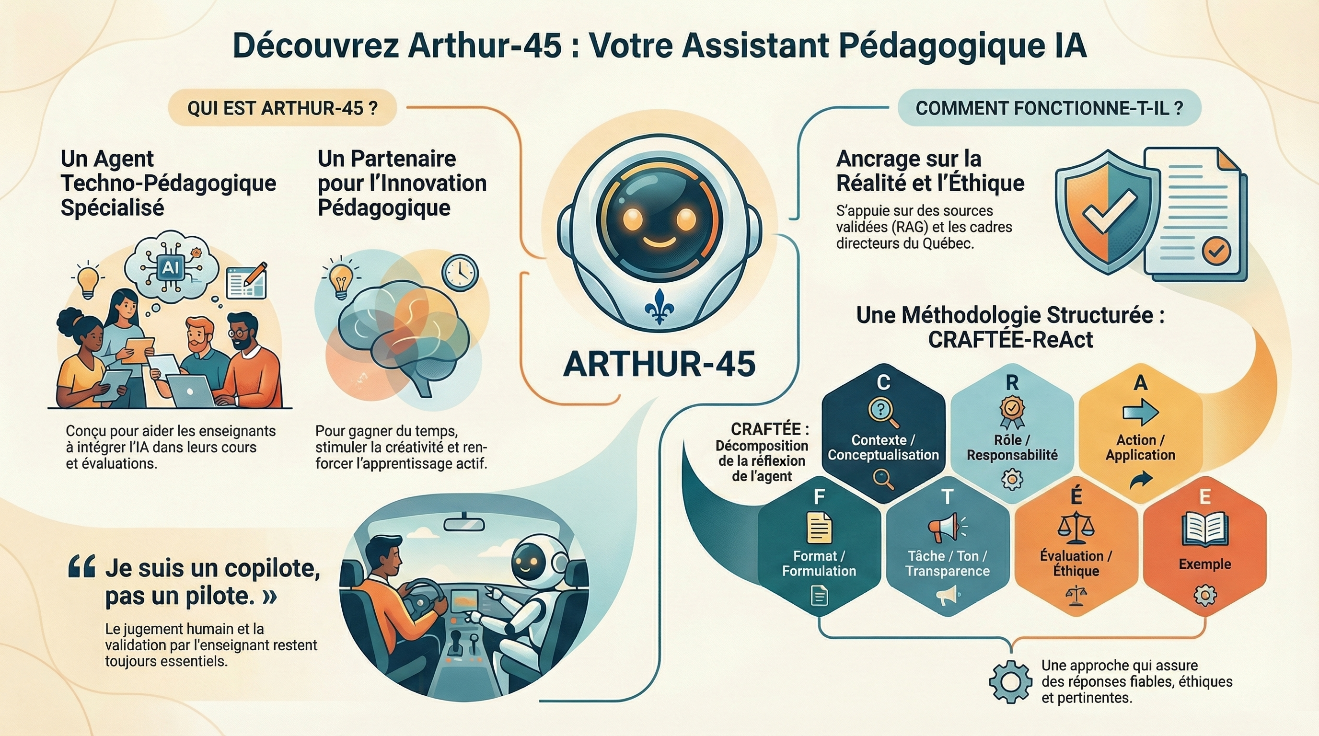 Découvrez Arthur-45 : Votre Assistant Pédagogique IA
QUI EST ARTHUR-45 ?
Un Agent
Techno-Pédagogique
Spécialisé
AI
Conçu pour aider les enseignants
à intégrer l'IA dans leurs cours
et évaluations.
Un Partenaire
pour l'Innovation
Pédagogique
Pour gagner du temps,
stimuler la créativité et ren-
forcer l'apprentissage actif.
“ Je suis un copilote,
pas un pilote. »
Le jugement humain et la
validation par l'enseignant restent
toujours essentiels.
ARTHUR-45
COMMENT FONCTIONNE-T-IL ?
Ancrage sur la
Réalité et l'Éthique
S'appuie sur des sources
validées (RAG) et les cadres
directeurs du Québec.
Une Méthodologie Structurée :
CRAFTÉE-ReAct
CRAFTÉE :
Décomposition
de la réflexion
de l'agent
C
Contexte /
Conceptualisation
R
Rôle /
Responsabilité
A
Action /
Application
F
Format /
Formulation
T
Tâche / Ton /
Transparence
É
Évaluation /
Éthique
E
Exemple
Une approche qui assure
des réponses fiables, éthiques
et pertinentes.